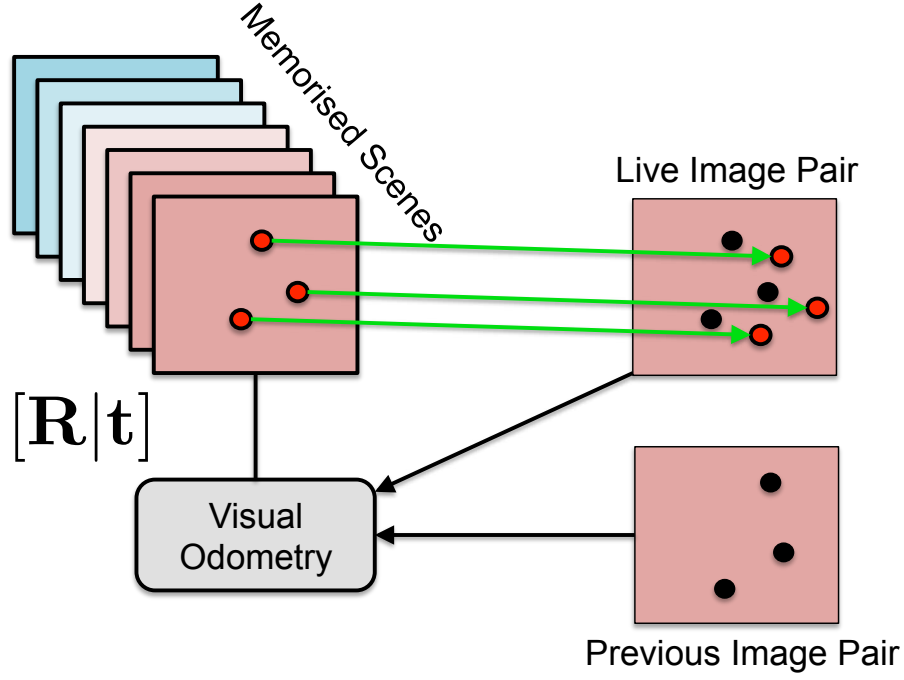 Memorised Scenes
Live Image Pair
[R|t]
Visual
Odometry
Previous Image Pair